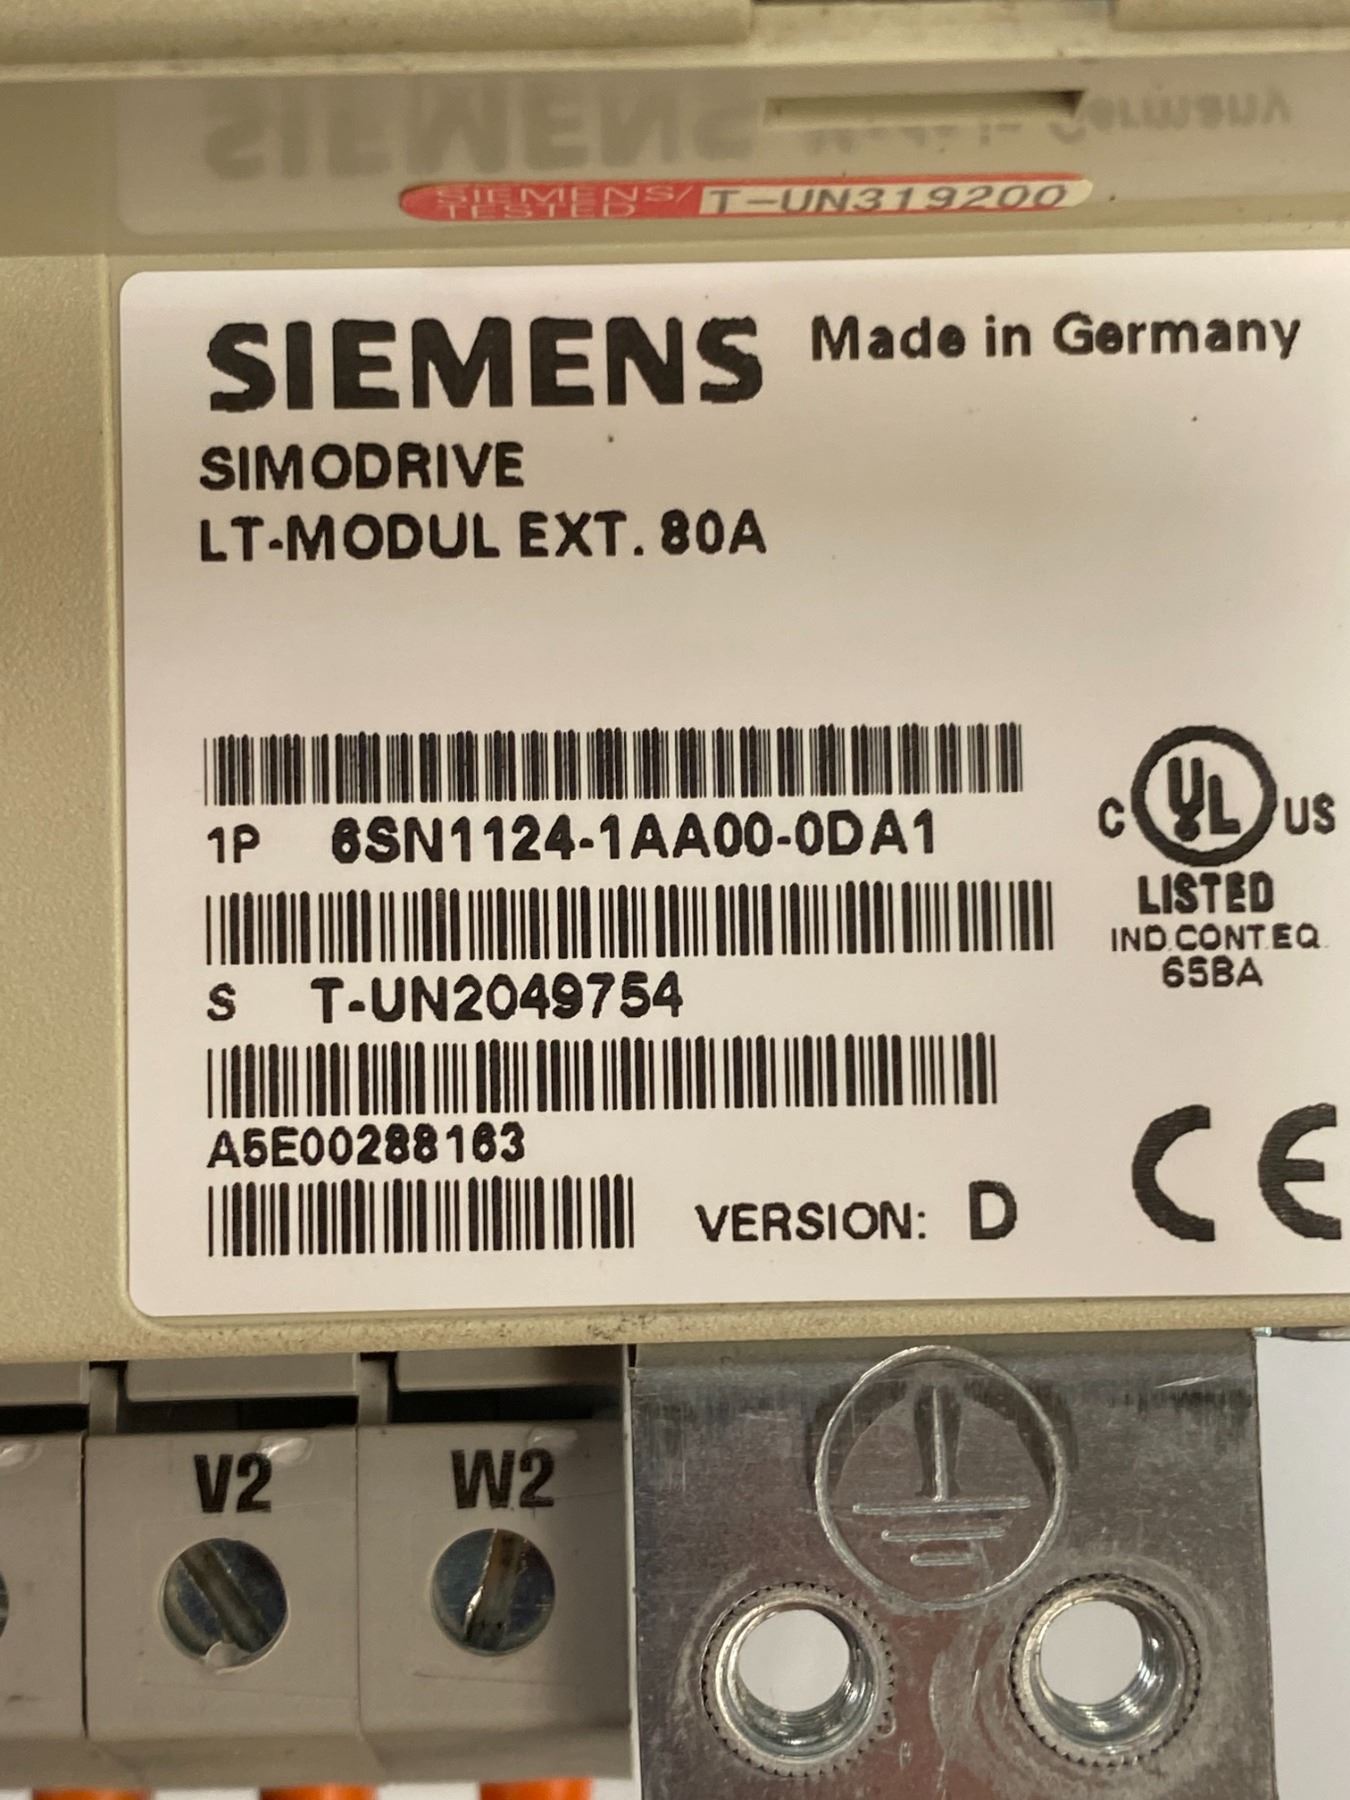 SIEMENS/ TESTED T-UN319200
SIEMENS Made in Germany
SIMODRIVE
LT-MODUL EXT. 80A
1P 6SN1124-1AA00-0DA1
C UL US
LISTED
IND.CONT.EQ.
65BA
S T-UN2049754
A5E00288163
VERSION: D
CE
V2 W2